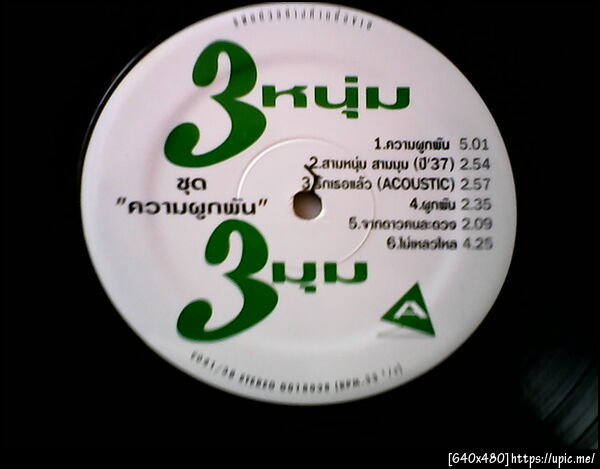 3 หนุ่ม
1.ความผูกพัน 5.01
2.สามหนุ่ม สามมุม (ปี'37) 2.54
3.รักเธอแล้ว (ACOUSTIC) 2.57
4.ผูกพัน 2.35
5.จากดาวคนละดวง 2.09
6.ไม่เหลวไหล 4.25
ชุด
"ความผูกพัน"
3 มุม
A
STEREO
[640x480]https://upic.me/